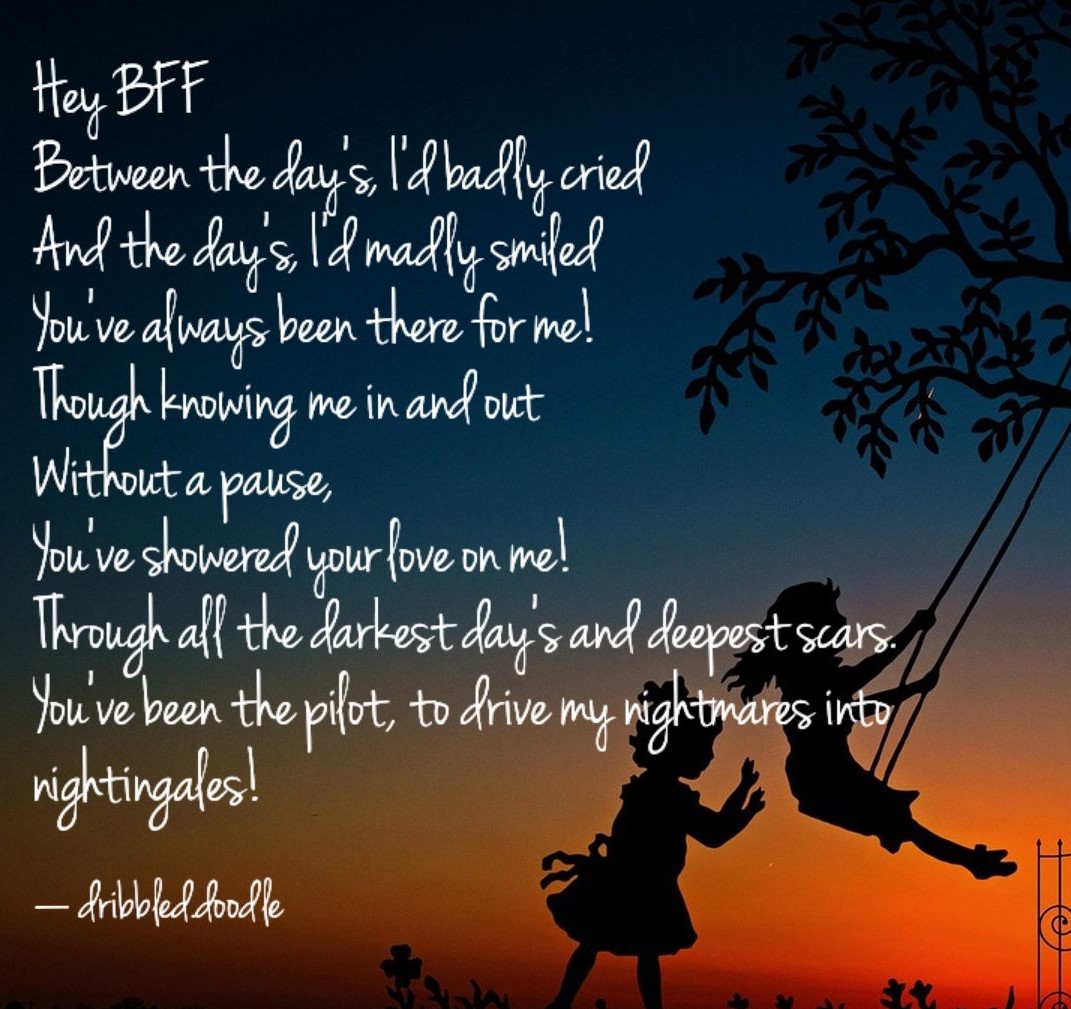 Hey BFF
Between the day's, I'd badly cried
And the day's, I'd madly smiled
You've always been there for me!
Though knowing me in and out
Without a pause,
You've showered your love on me!
Through all the darkest day's and deepest scars.
You've been the pilot, to drive my nightmares into
nightingales!
— dribbled.doodle